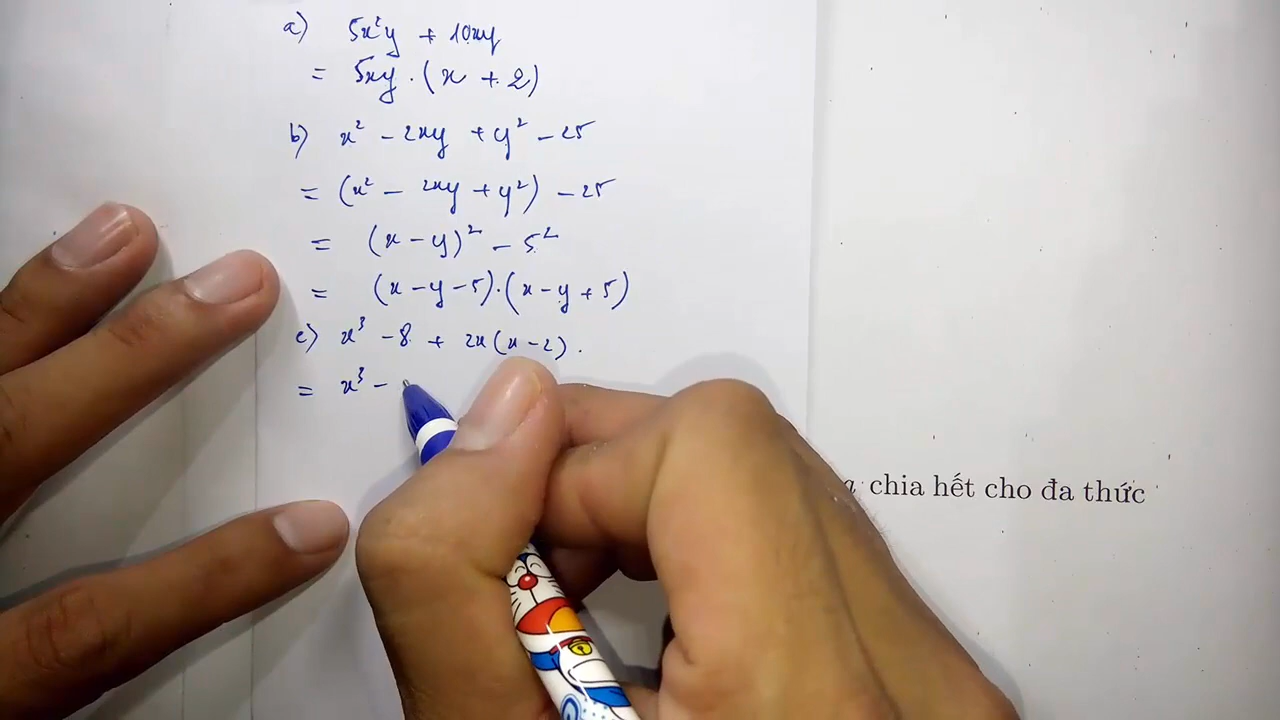 a) 5x²y + 10xy
= 5xy . (x + 2)
b) x² - 2xy + y² - 25
= (x² - 2xy + y²) - 25
= (x - y)² - 5²
= (x - y - 5).(x - y + 5)
c) x³ - 8 + 2x(x - 2).
= x³ -
chia hết cho đa thức